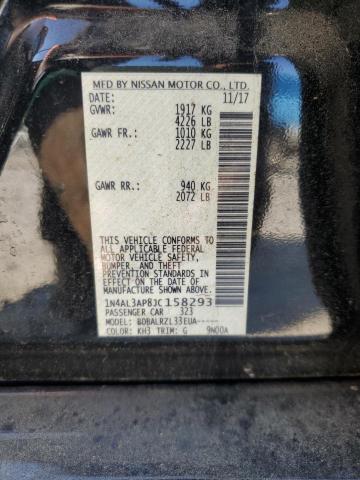 MFD BY NISSAN MOTOR CO., LTD.
DATE: 11/17
GVWR: 1917 KG
4226 LB
GAWR FR: 1010 KG
2227 LB
GAWR RR: 940 KG
2072 LB
THIS VEHICLE CONFORMS TO
ALL APPLICABLE FEDERAL
MOTOR VEHICLE SAFETY,
BUMPER, AND THEFT
PREVENTION STANDARDS
IN EFFECT ON THE DATE OF
MANUFACTURE SHOWN ABOVE.
1N4AL3AP8JC158293
PASSENGER CAR 323
MODEL: BDBALRZL33EUA-----
COLOR: KH3 TRIM: G 9N00A